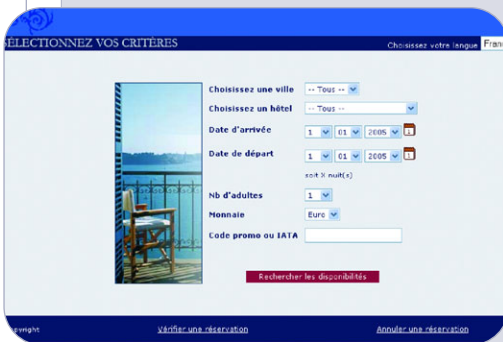 SÉLECTIONNEZ VOS CRITÈRES
Choisissez votre langue Fran
Choisissez une ville -- Tous --
Choisissez un hôtel -- Tous --
Date d'arrivée 1 01 2005
Date de départ 1 01 2005
soit X nuit(s)
Nb d'adultes 1
Monnaie Euro
Code promo ou IATA
Rechercher les disponibilités
opyright Vérifier une réservation Annuler une réservation